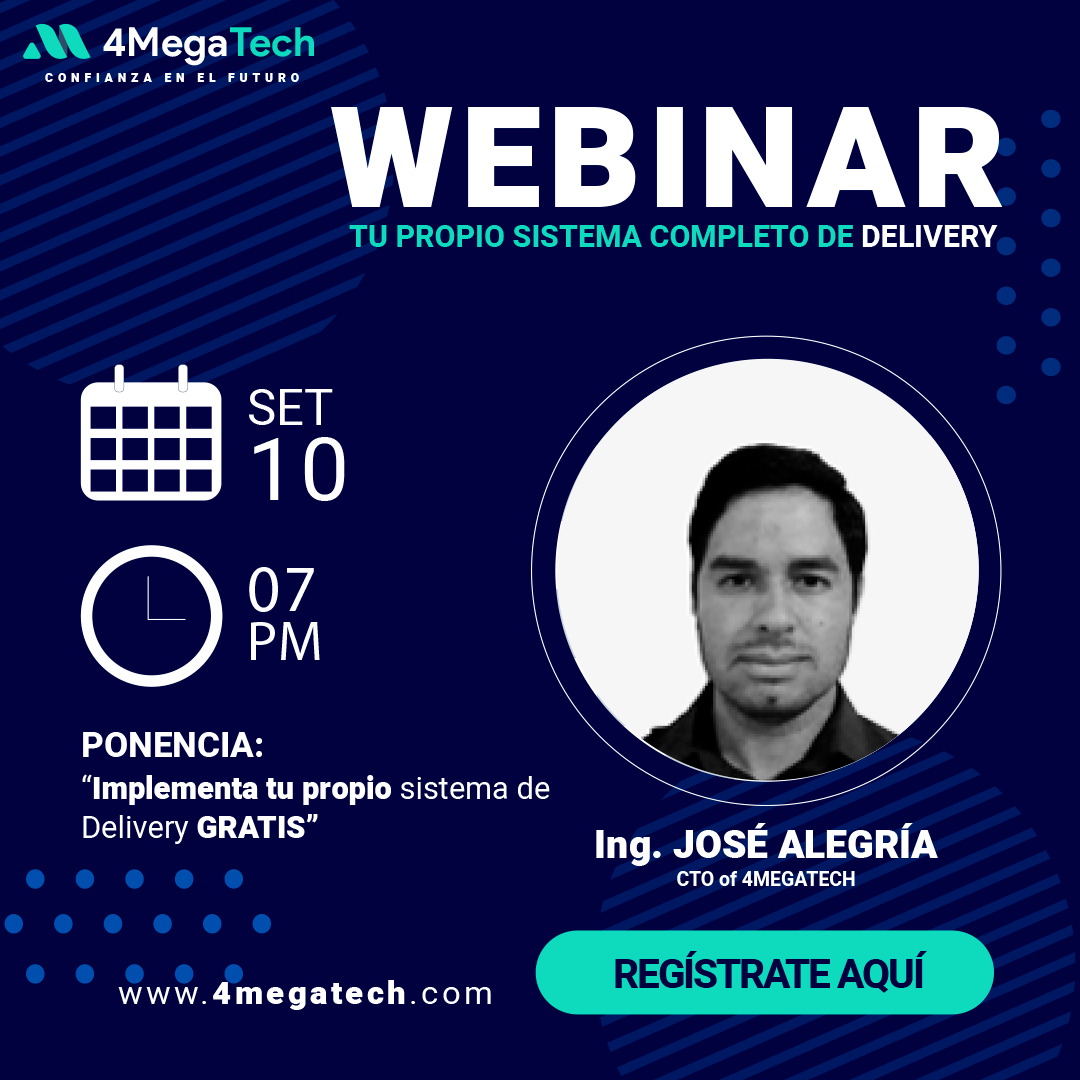 4MegaTech
CONFIANZA EN EL FUTURO
WEBINAR
TU PROPIO SISTEMA COMPLETO DE DELIVERY
SET
10
07
PM
PONENCIA:
“Implementa tu propio sistema de
Delivery GRATIS”
Ing. JOSÉ ALEGRÍA
CTO of 4MEGATECH
REGÍSTRATE AQUÍ
www.4megatech.com